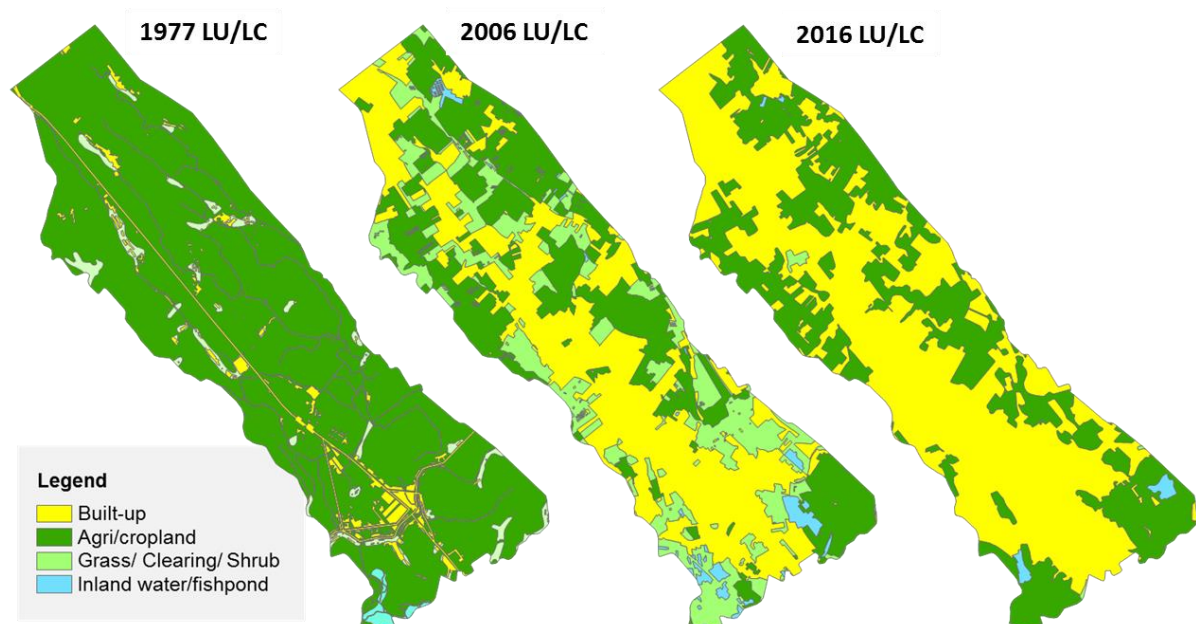 1977 LU/LC
2006 LU/LC
2016 LU/LC
Legend
Built-up
Agri/cropland
Grass/ Clearing/ Shrub
Inland water/fishpond